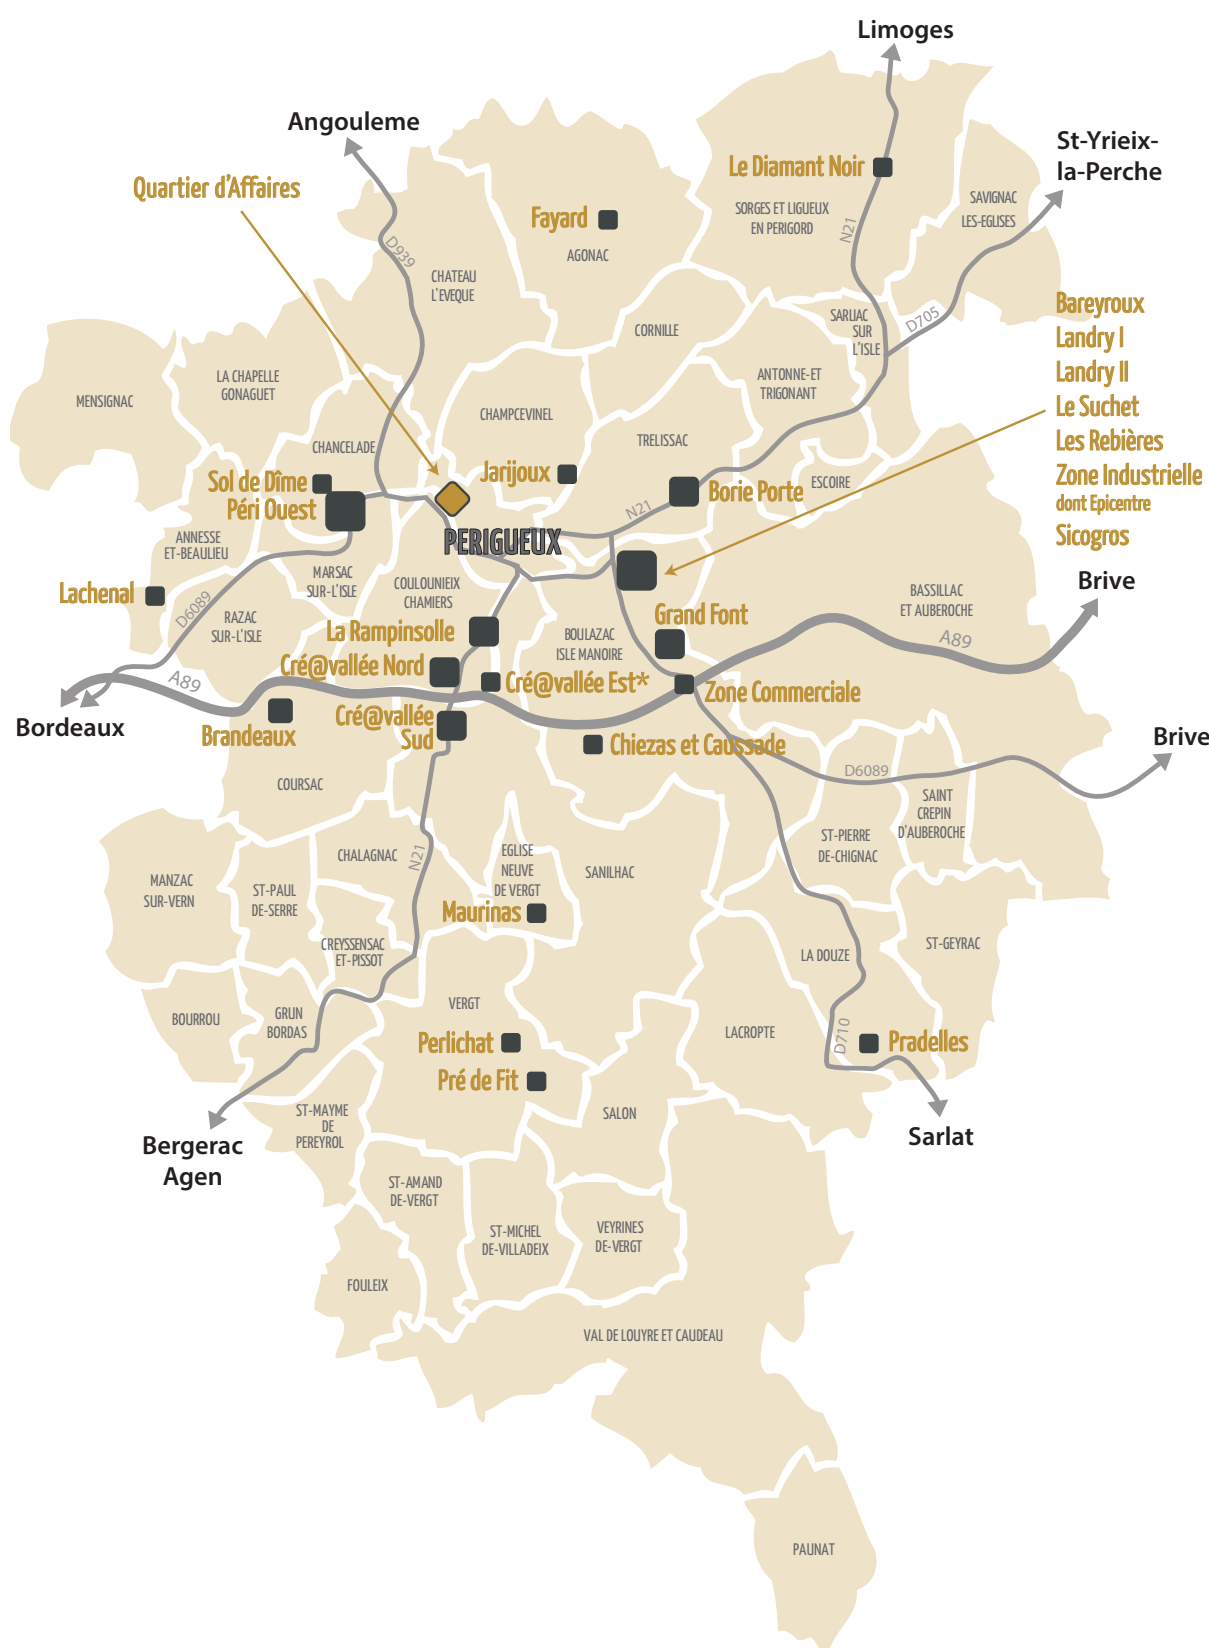 Limoges
Angouleme
St-Yrieix-
la-Perche
Quartier d'Affaires
Le Diamant Noir
SAVIGNAC
LES-EGLISES
SORGES ET LIGUEUX
EN PERIGORD
N21
Fayard
AGONAC
D939
CHATEAU
L'EVEQUE
Bareyroux
Landry I
Landry II
Le Suchet
Les Rebières
Zone Industrielle
dont Epicentre
Sicogros
CORNILLE
SARLIAC
SUR
L'ISLE
D705
LA CHAPELLE
GONAGUET
MENSIGNAC
ANTONNE-ET
TRIGONANT
CHAMPCEVINEL
TRELISSAC
CHANCELADE
Sol de Dîme
Péri Ouest
Jarijoux
Borie Porte
ESCOIRE
N21
PERIGUEUX
ANNESSE
ET-BEAULIEU
MARSAC
SUR-L'ISLE
COULOUNIEIX
CHAMIERS
Lachenal
D6089
RAZAC
SUR-L'ISLE
Brive
BASSILLAC
ET AUBEROCHE
Grand Font
La Rampinsolle
BOULAZAC
ISLE MANOIRE
A89
Cré@vallée Nord
Cré@vallée Est*
Zone Commerciale
A89
Bordeaux
Brandeaux
Cré@vallée
Sud
Chiezas et Caussade
Brive
D6089
COURSAC
SAINT
CREPIN
D'AUBEROCHE
ST-PIERRE
DE-CHIGNAC
CHALAGNAC
N21
EGLISE
NEUVE
DE VERGT
SANILHAC
MANZAC
SUR-VERN
ST-PAUL
DE-SERRE
Maurinas
CREYSSENSAC
ET-PISSOT
LA DOUZE
ST-GEYRAC
VERGT
BOURROU
GRUN
BORDAS
LACROPTE
D710
Pradelles
Perlichat
Pré de Fit
SALON
ST-MAYME
DE
PEREYROL
Bergerac
Agen
Sarlat
ST-AMAND
DE-VERGT
ST-MICHEL
DE-VILLADEIX
VEYRINES
DE-VERGT
FOULEIX
VAL DE LOUYRE ET CAUDEAU
PAUNAT